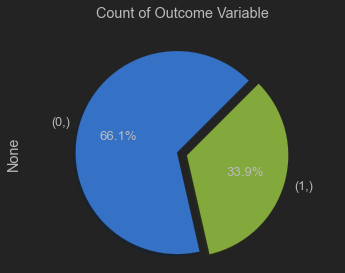 Count of Outcome Variable
(0,)
66.1%
None
33.9%
(1,)